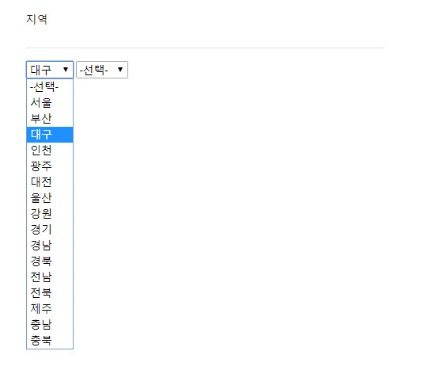 지역
대구 ▼ -선택- ▼
-선택-
서울
부산
대구
인천
광주
대전
울산
강원
경기
경남
경북
전남
전북
제주
충남
충북